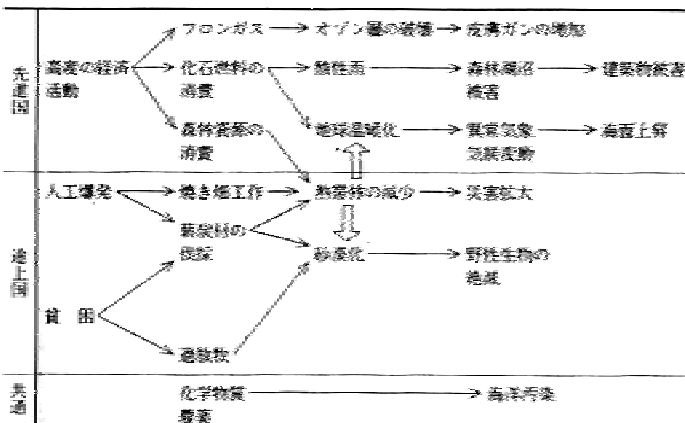 先進国
高度の経済
活動
フロンガス
オゾン層の破壊
皮膚ガンの増加
化石燃料の
消費
酸性雨
森林湖沼
被害
建築物被害
森林資源の
消費
地球温暖化
異常気象
気候変動
海面上昇
途上国
人工爆発
焼き畑工作
熱帯林の減少
災害拡大
薪炭材の
伐採
砂漠化
野性生物の
絶滅
貧 困
過放牧
共通
化学物質
農薬
海洋汚染